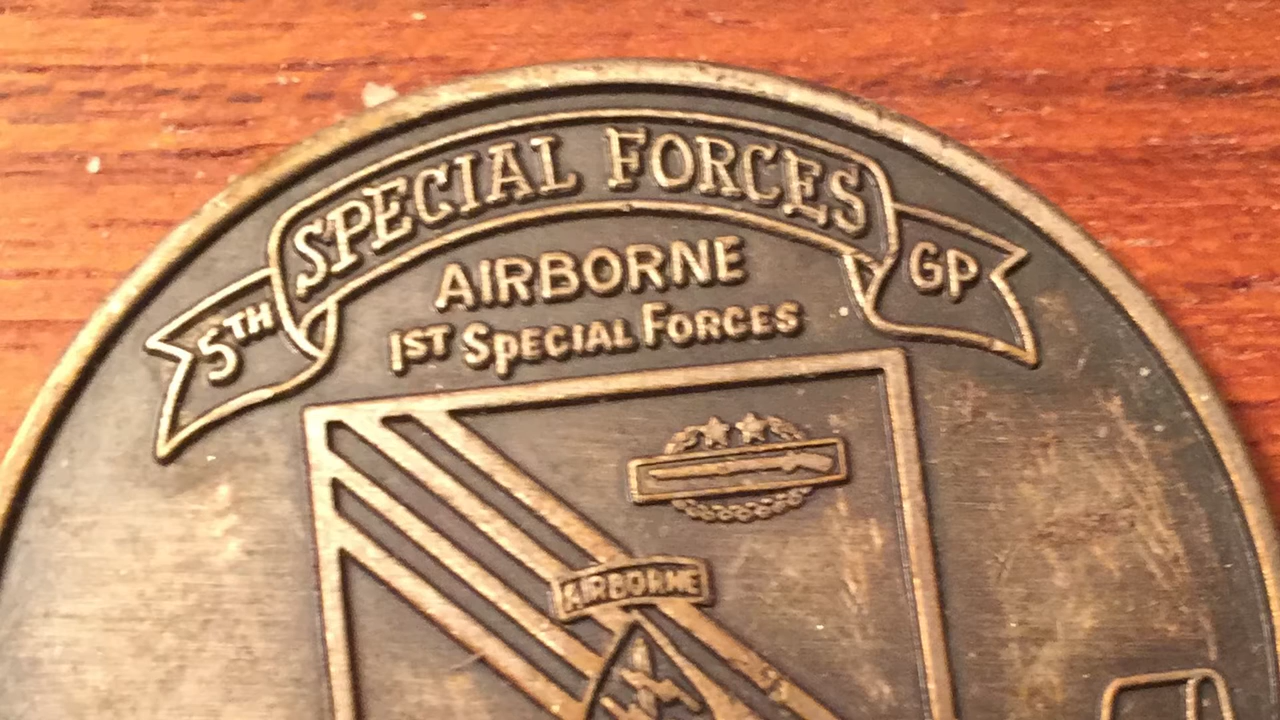 5TH SPECIAL FORCES GP
AIRBORNE
1ST SPECIAL FORCES
AIRBORNE